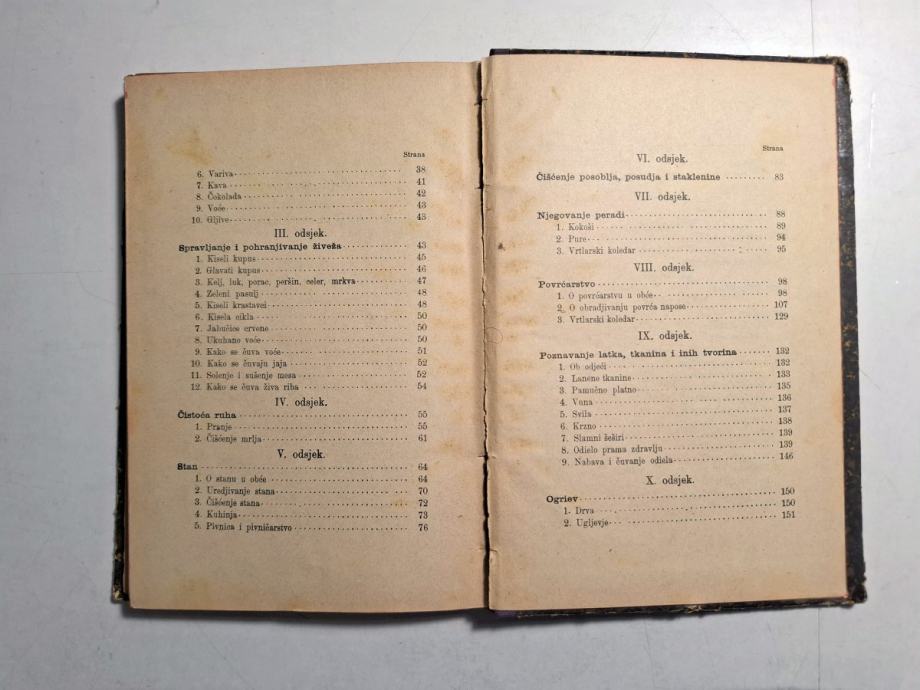 Strana
6. Variva 38
7. Kava 41
8. Čokolada 42
9. Voće 43
10. Gljive 43
III. odsjek.
Spravljanje i pohranjivanje živeža 43
1. Kiseli kupus 45
2. Glavati kupus 46
3. Kelj, luk, porac, peršin, celer, mrkva 47
4. Zeleni pasulj 48
5. Kiseli krastavci 48
6. Kisela cikla 50
7. Jabučice crvene 50
8. Ukuhano voće 50
9. Kako se čuva voće 51
10. Kako se čuvaju jaja 52
11. Solenje i sušenje mesa 52
12. Kako se čuva živa riba 54
IV. odsjek.
Čistoća ruha 55
1. Pranje 55
2. Čišćenje mrlja 61
V. odsjek.
Stan 64
1. O stanu u obće 64
2. Uredjivanje stana 70
3. Čišćenje stana 72
4. Kuhinja 73
5. Pivnica i pivničarstvo 76
Strana
VI. odsjek.
Čišćenje posoblja, posudja i staklenine 83
VII. odsjek.
Njegovanje peradi 88
1. Kokoši 89
2. Pure 94
3. Vrtlarski koledar 95
VIII. odsjek.
Povrćarstvo 98
1. O povrćarstvu u obće 98
2. O obradjivanju povrća napose 107
3. Vrtlarski koledar 129
IX. odsjek.
Poznavanje latka, tkanina i inih tvorina 132
1. Ob odjeći 132
2. Lanene tkanine 133
3. Pamučno platno 135
4. Vuna 136
5. Svila 137
6. Krzno 138
7. Slamni šeširi 139
8. Odielo prama zdravlju 139
9. Nabava i čuvanje odiela 146
X. odsjek.
Ogriev 150
1. Drva 150
2. Ugljevje 151